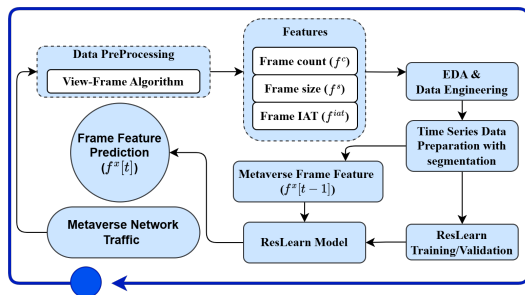 Data PreProcessing
View-Frame Algorithm
Features
Frame count (f^c)
Frame size (f^s)
Frame IAT (f^{iat})
EDA &
Data Engineering
Time Series Data
Preparation with
segmentation
Frame Feature
Prediction
(f^x[t])
Metaverse Frame Feature
(f^x[t − 1])
Metaverse Network
Traffic
ResLearn Model
ResLearn
Training/Validation